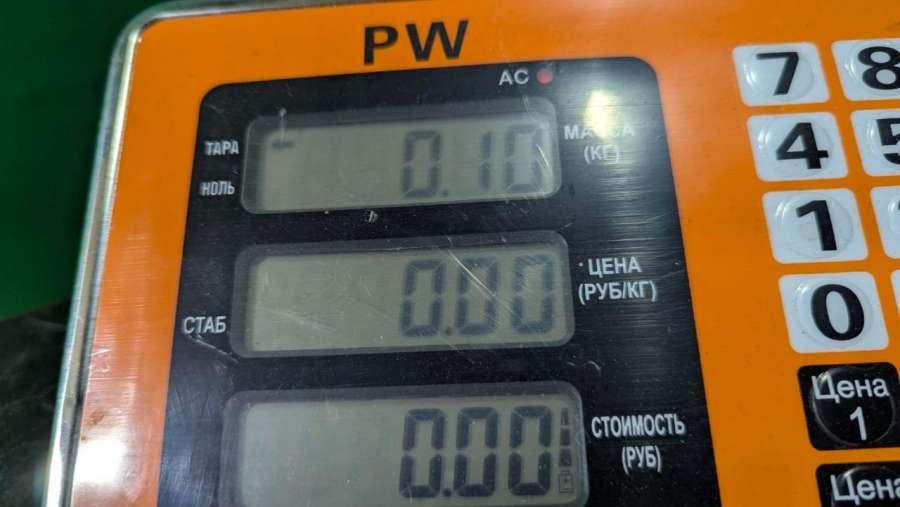 PW
AC
ТАРА
НОЛЬ
- 0.10
МАССА
(КГ)
0.00
ЦЕНА
(РУБ/КГ)
СТАБ
0.00
СТОИМОСТЬ
(РУБ)
7 8
4 5
1
0
Цена
1
Цена